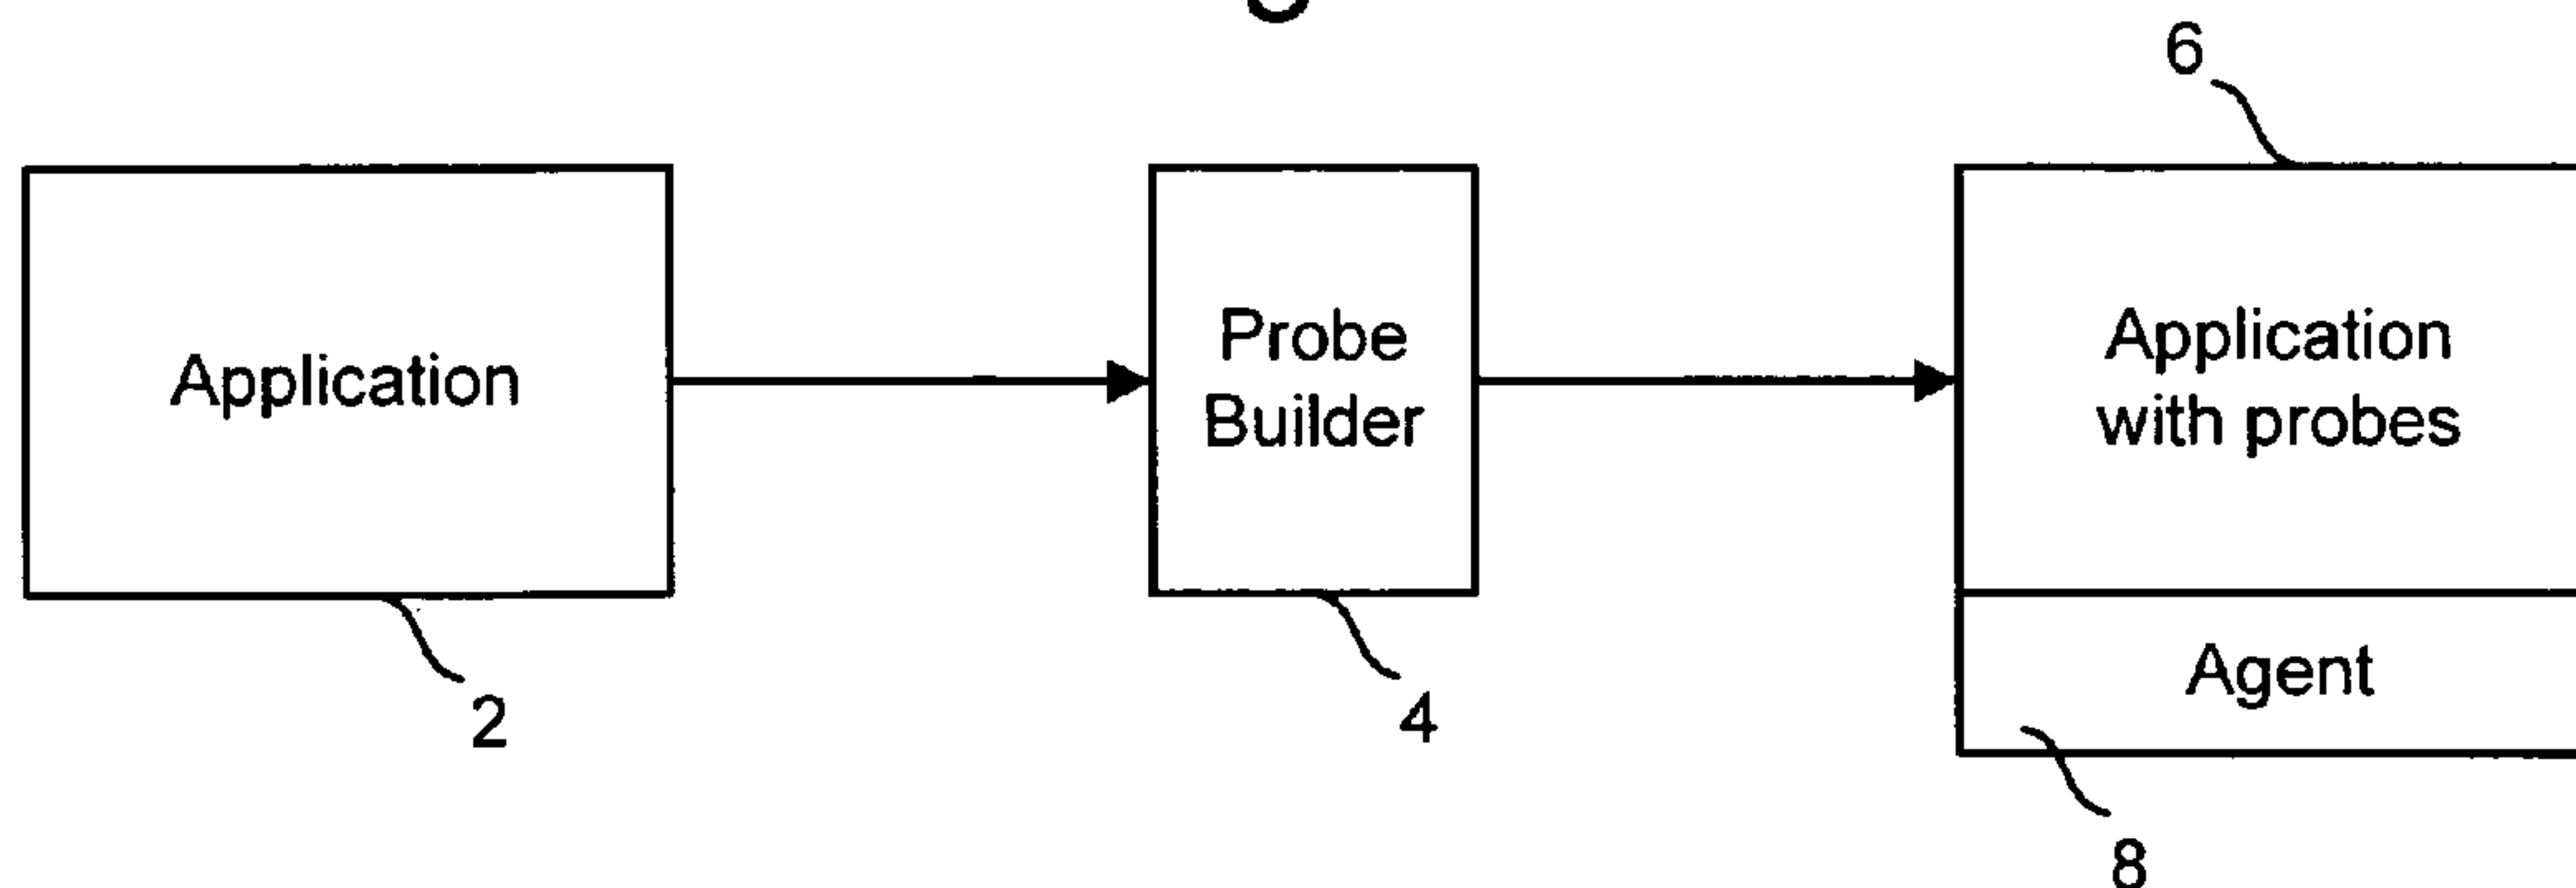 6
Application
Probe
Builder
Application
with probes
Agent
2
4
8